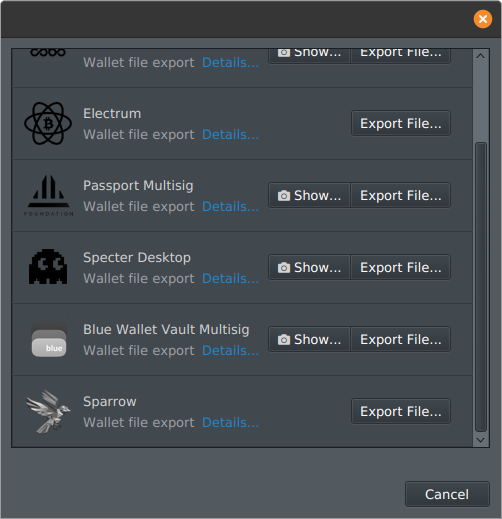 Wallet file export Details...
Show... Export File...
Electrum
Wallet file export Details...
Export File...
FOUNDATION
Passport Multisig
Wallet file export Details...
Show... Export File...
Specter Desktop
Wallet file export Details...
Show... Export File...
blue
Blue Wallet Vault Multisig
Wallet file export Details...
Show... Export File...
Sparrow
Wallet file export Details...
Export File...
Cancel